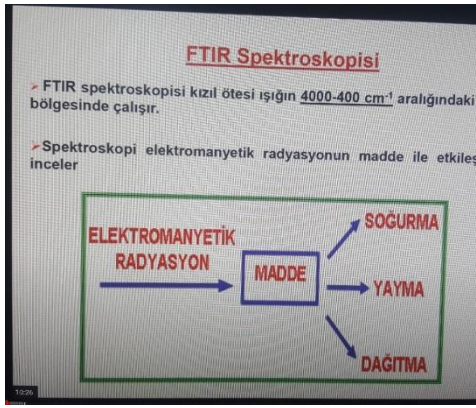 FTIR Spektroskopisi
➢ FTIR spektroskopisi kızıl ötesi ışığın 4000-400 cm⁻¹ aralığındaki
bölgesinde çalışır.
➢ Spektroskopi elektromanyetik radyasyonun madde ile etkileş
inceler
ELEKTROMANYETİK
RADYASYON
MADDE
SOĞURMA
YAYMA
DAĞITMA
10:26